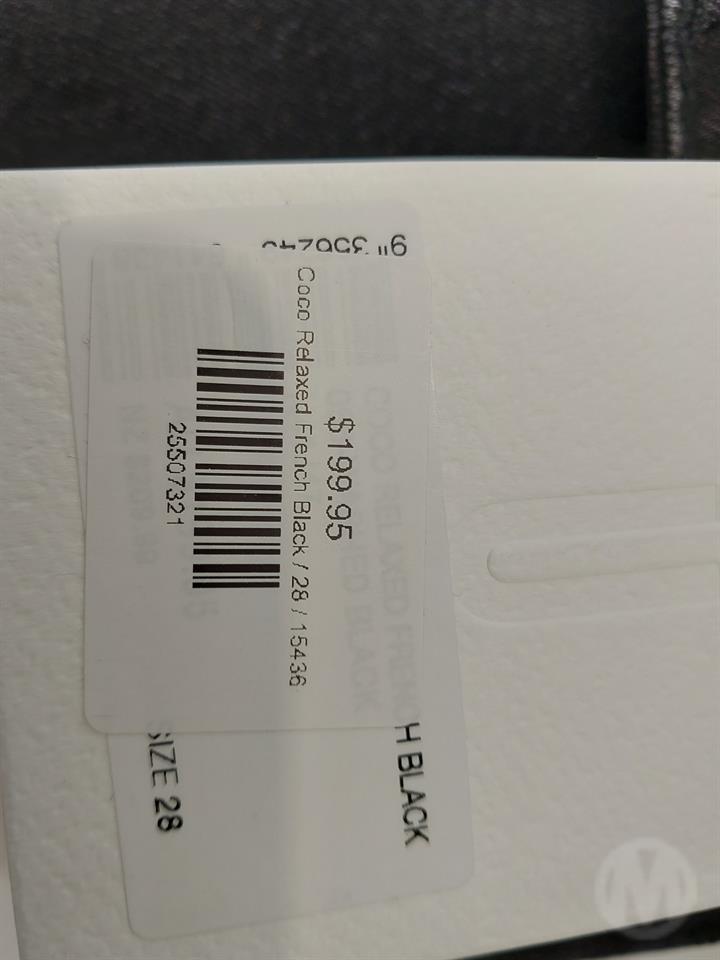 $199.95
Coco Relaxed French Black / 28 / 15436
25507321
H BLACK
SIZE 28
M